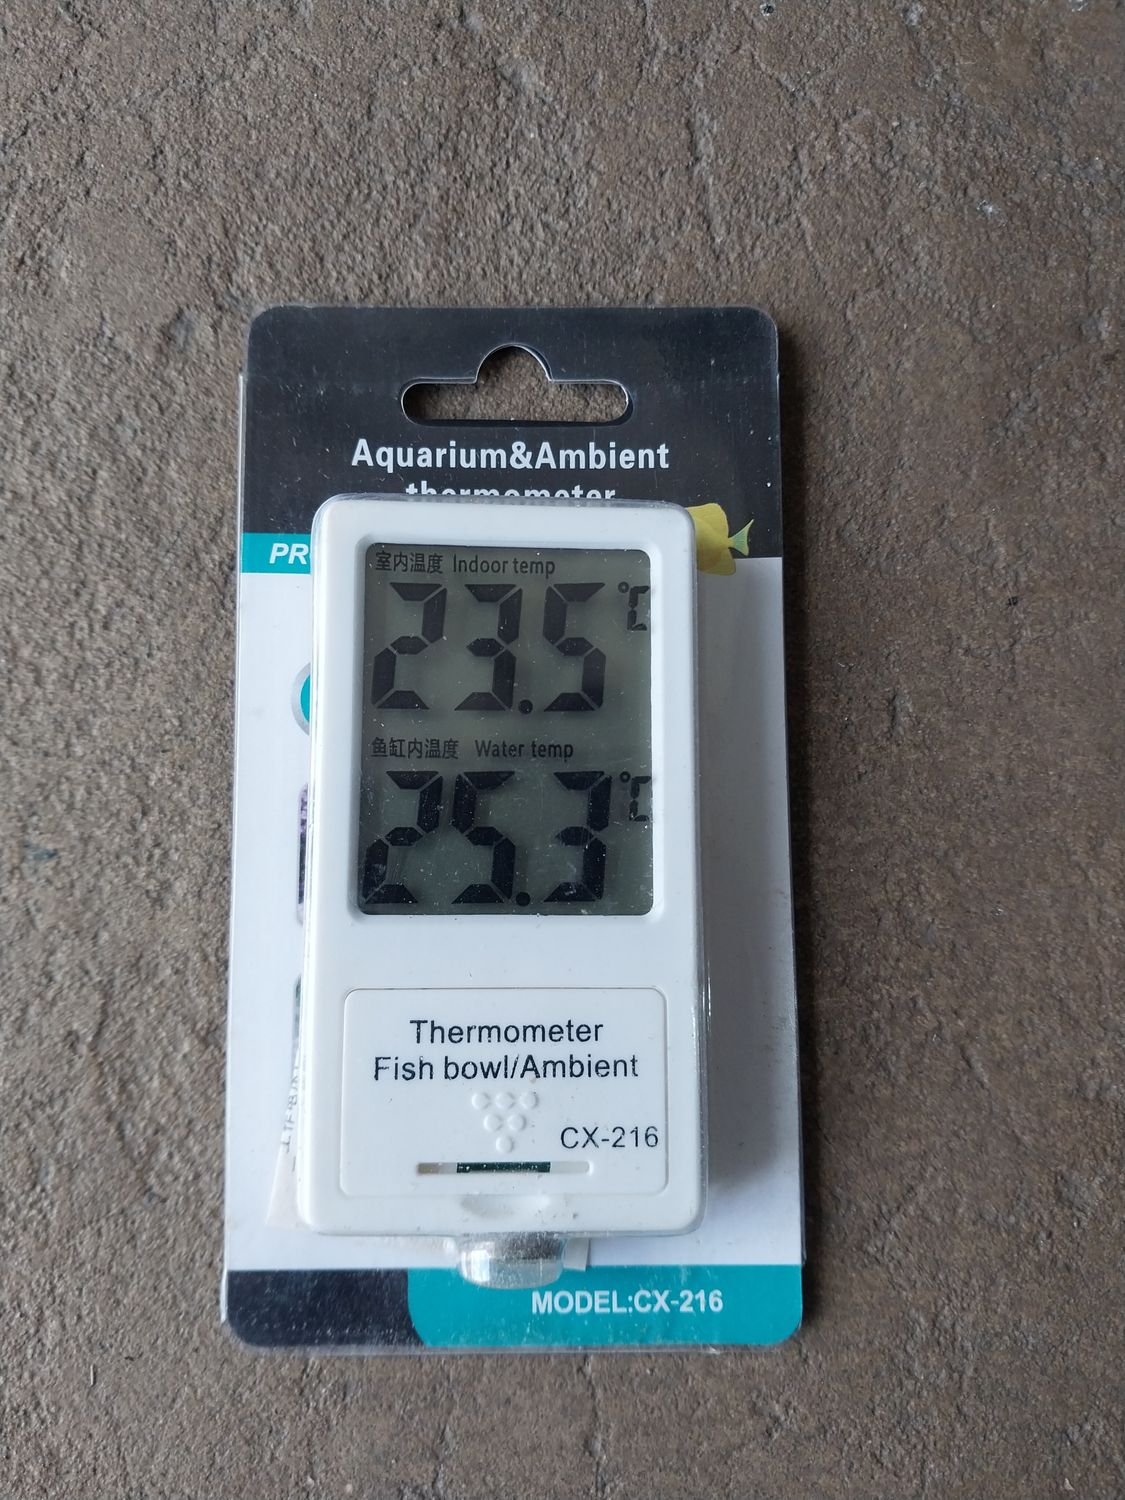 Aquarium&Ambient
thermometer
室内温度 Indoor temp
23.5 °C
鱼缸内温度 Water temp
25.3 °C
Thermometer
Fish bowl/Ambient
CX-216
MODEL:CX-216